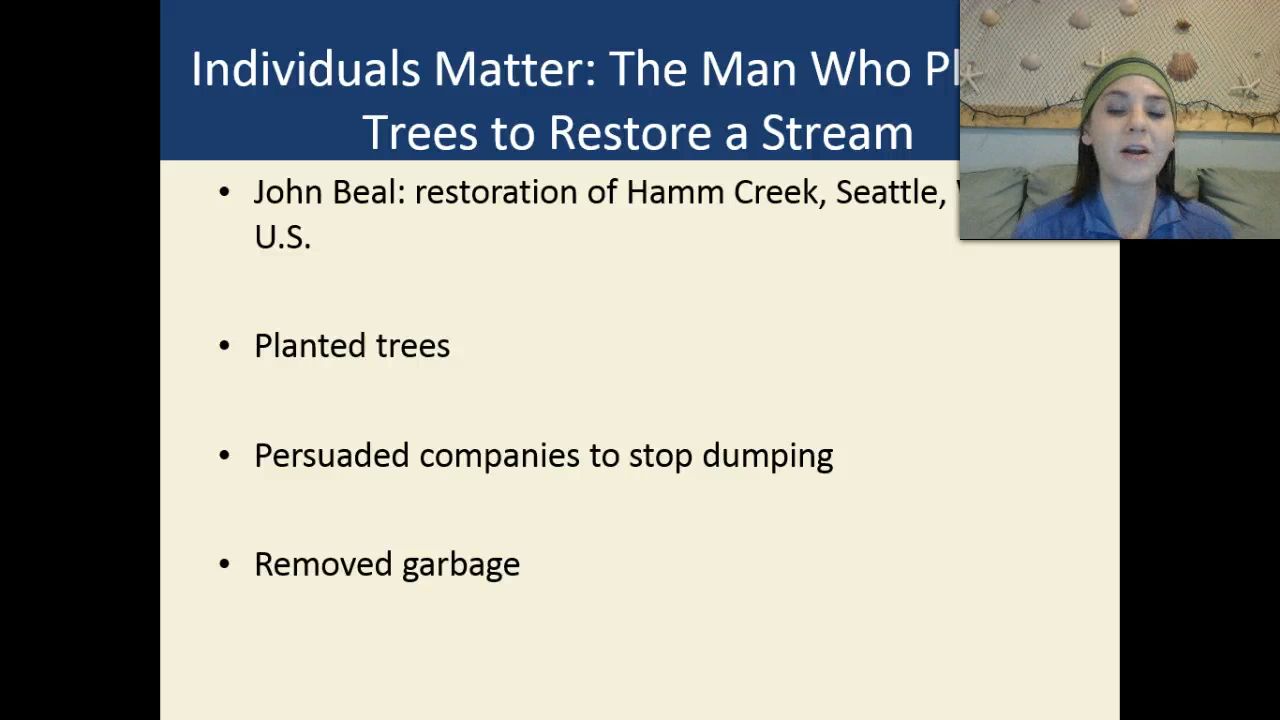 Individuals Matter: The Man Who
Trees to Restore a Stream
• John Beal: restoration of Hamm Creek, Seattle,
U.S.
• Planted trees
• Persuaded companies to stop dumping
• Removed garbage